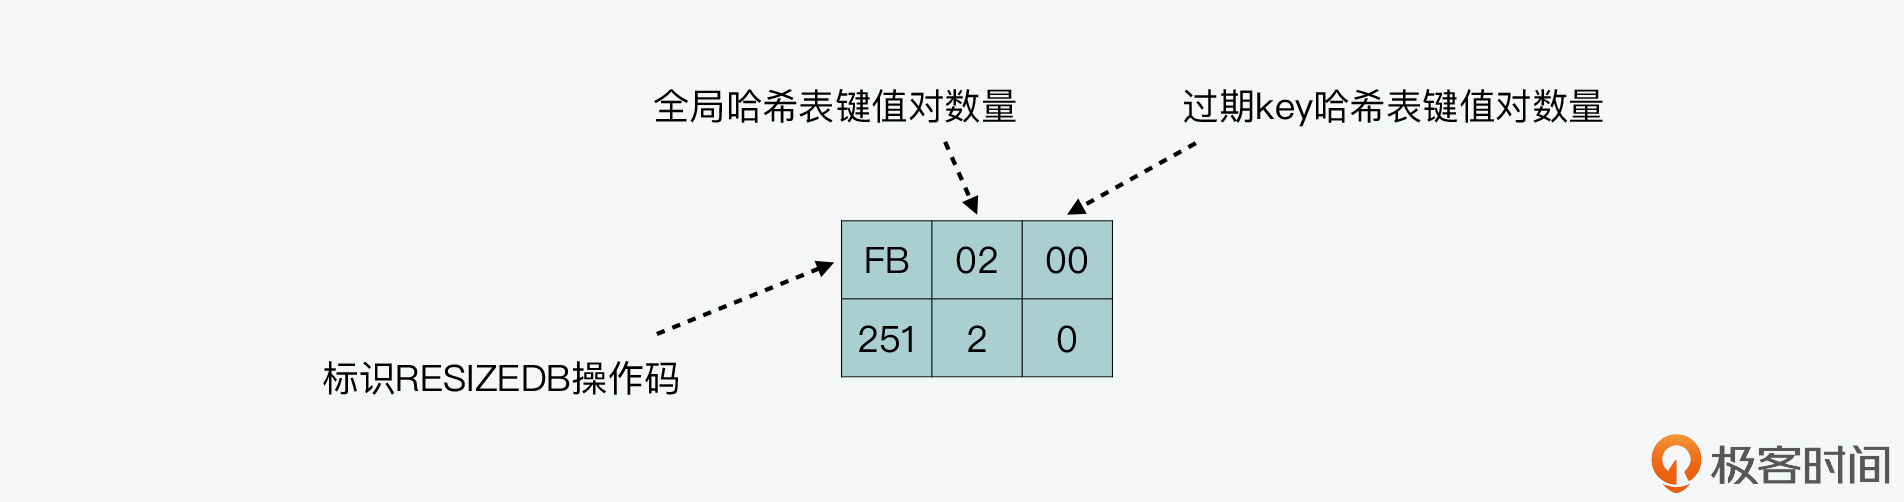 全局哈希表键值对数量
过期key哈希表键值对数量
FB 02 00
251 2 0
标识RESIZEDB操作码
极客时间